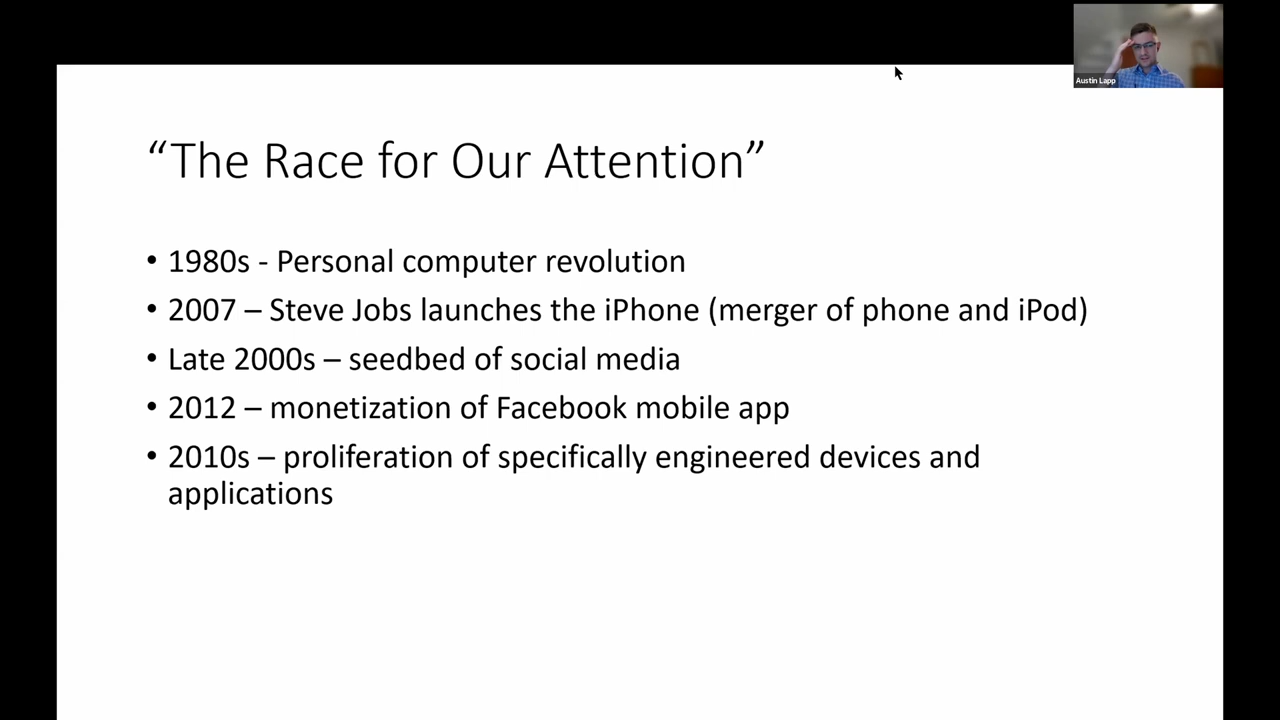 Austin Lapp
“The Race for Our Attention”
• 1980s - Personal computer revolution
• 2007 – Steve Jobs launches the iPhone (merger of phone and iPod)
• Late 2000s – seedbed of social media
• 2012 – monetization of Facebook mobile app
• 2010s – proliferation of specifically engineered devices and
applications